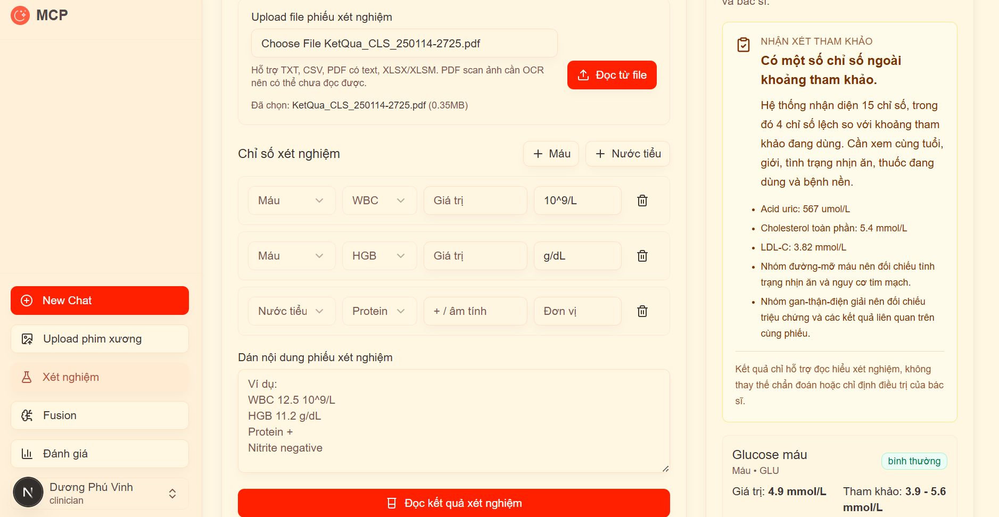 MCP
New Chat
Upload phim xương
Xét nghiệm
Fusion
Đánh giá
N
Dương Phú Vinh
clinician
Upload file phiếu xét nghiệm
Choose File KetQua_CLS_250114-2725.pdf
Hỗ trợ TXT, CSV, PDF có text, XLSX/XLSM. PDF scan ảnh cần OCR
nên có thể chưa đọc được.
Đọc từ file
Đã chọn: KetQua_CLS_250114-2725.pdf (0.35MB)
Chỉ số xét nghiệm
+ Máu
+ Nước tiểu
Máu WBC Giá trị 10^9/L
Máu HGB Giá trị g/dL
Nước tiểu Protein + / âm tính Đơn vị
Dán nội dung phiếu xét nghiệm
Ví dụ:
WBC 12.5 10^9/L
HGB 11.2 g/dL
Protein +
Nitrite negative
Đọc kết quả xét nghiệm
và bác sĩ.
NHẬN XÉT THAM KHẢO
Có một số chỉ số ngoài
khoảng tham khảo.
Hệ thống nhận diện 15 chỉ số, trong
đó 4 chỉ số lệch so với khoảng tham
khảo đang dùng. Cần xem cùng tuổi,
giới, tình trạng nhịn ăn, thuốc đang
dùng và bệnh nền.
• Acid uric: 567 umol/L
• Cholesterol toàn phần: 5.4 mmol/L
• LDL-C: 3.82 mmol/L
• Nhóm đường-mỡ máu nên đối chiếu tình
trạng nhịn ăn và nguy cơ tim mạch.
• Nhóm gan-thận-điện giải nên đối chiếu
triệu chứng và các kết quả liên quan trên
cùng phiếu.
Kết quả chỉ hỗ trợ đọc hiểu xét nghiệm, không
thay thế chẩn đoán hoặc chỉ định điều trị của bác
sĩ.
Glucose máu
bình thường
Máu • GLU
Giá trị: 4.9 mmol/L
Tham khảo: 3.9 - 5.6
mmol/L